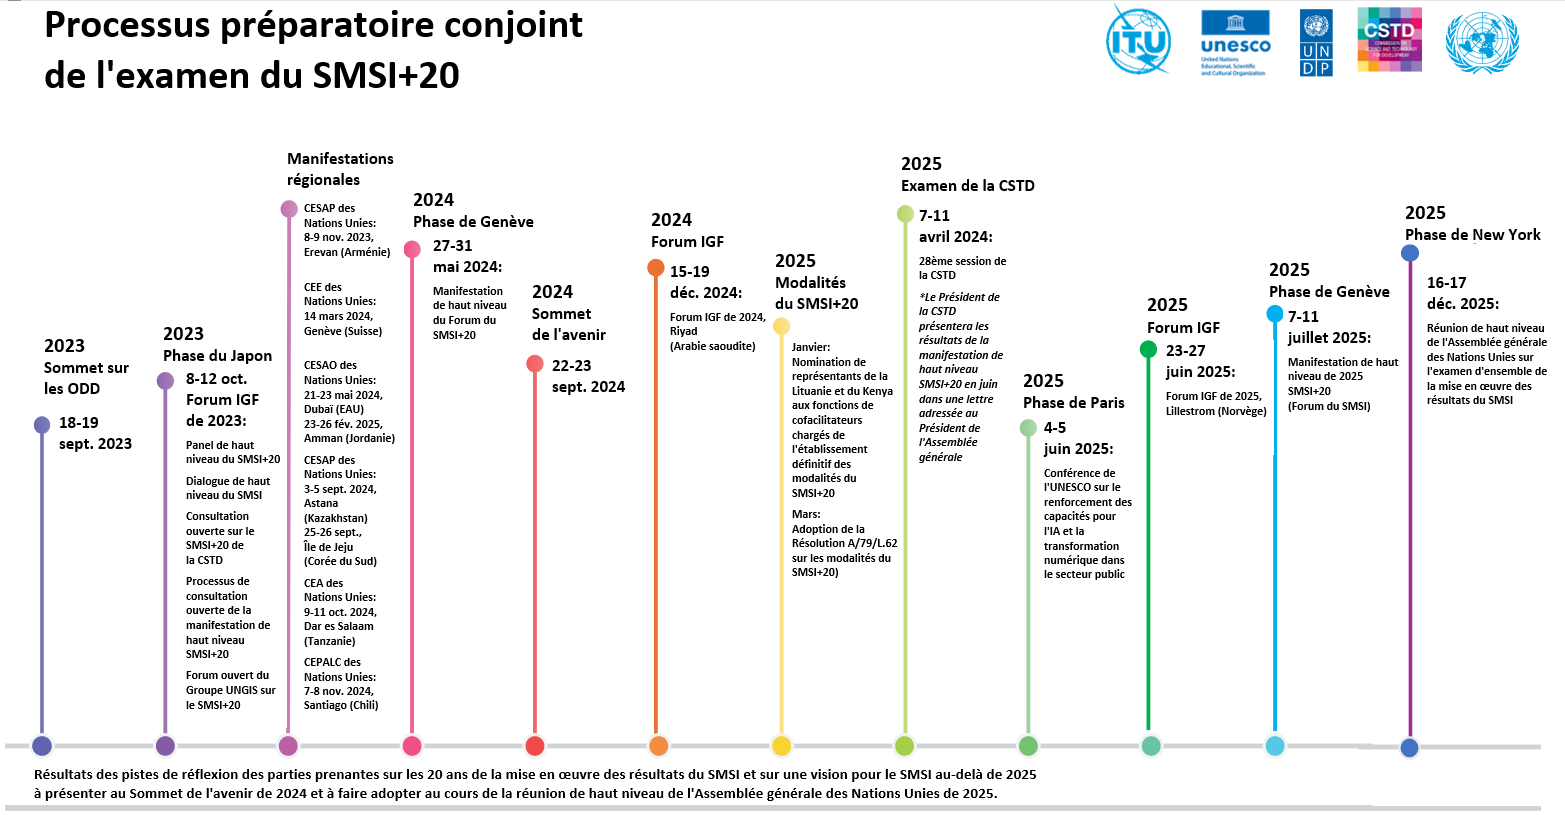 Processus préparatoire conjoint
de l'examen du SMSI+20
ITU
unesco
United Nations
Educational, Scientific
and Cultural Organization
U N
D P
CSTD
COMMISSION ON
SCIENCE AND TECHNOLOGY
FOR DEVELOPMENT
2023
Sommet sur
les ODD
18-19
sept. 2023
2023
Phase du Japon
8-12 oct.
Forum IGF
de 2023:
Panel de haut
niveau du SMSI+20
Dialogue de haut
niveau du SMSI
Consultation
ouverte sur le
SMSI+20 de
la CSTD
Processus de
consultation
ouverte de la
manifestation de
haut niveau
SMSI+20
Forum ouvert du
Groupe UNGIS sur
le SMSI+20
Manifestations
régionales
CESAP des
Nations Unies:
8-9 nov. 2023,
Erevan (Arménie)
CEE des
Nations Unies:
14 mars 2024,
Genève (Suisse)
CESAO des
Nations Unies:
21-23 mai 2024,
Dubaï (EAU)
23-26 fév. 2025,
Amman (Jordanie)
CESAP des
Nations Unies:
3-5 sept. 2024,
Astana
(Kazakhstan)
25-26 sept.,
Île de Jeju
(Corée du Sud)
CEA des
Nations Unies:
9-11 oct. 2024,
Dar es Salaam
(Tanzanie)
CEPALC des
Nations Unies:
7-8 nov. 2024,
Santiago (Chili)
2024
Phase de Genève
27-31
mai 2024:
Manifestation
de haut niveau
du Forum du
SMSI+20
2024
Sommet
de l'avenir
22-23
sept. 2024
2024
Forum IGF
15-19
déc. 2024:
Forum IGF de 2024,
Riyad
(Arabie saoudite)
2025
Modalités
du SMSI+20
Janvier:
Nomination de
représentants de la
Lituanie et du Kenya
aux fonctions de
cofacilitateurs
chargés de
l'établissement
définitif des
modalités du
SMSI+20
Mars:
Adoption de la
Résolution A/79/L.62
sur les modalités du
SMSI+20)
2025
Examen de la CSTD
7-11
avril 2024:
28ème session de
la CSTD
*Le Président de
la CSTD
présentera les
résultats de la
manifestation de
haut niveau
SMSI+20 en juin
dans une lettre
adressée au
Président de
l'Assemblée
générale
2025
Phase de Paris
4-5
juin 2025:
Conférence de
l'UNESCO sur le
renforcement des
capacités pour
l'IA et la
transformation
numérique dans
le secteur public
2025
Forum IGF
23-27
juin 2025:
Forum IGF de 2025,
Lillestrom (Norvège)
2025
Phase de Genève
7-11
juillet 2025:
Manifestation de haut
niveau de 2025
SMSI+20
(Forum du SMSI)
2025
Phase de New York
16-17
déc. 2025:
Réunion de haut niveau
de l'Assemblée générale
des Nations Unies sur
l'examen d'ensemble de
la mise en œuvre des
résultats du SMSI
Résultats des pistes de réflexion des parties prenantes sur les 20 ans de la mise en œuvre des résultats du SMSI et sur une vision pour le SMSI au-delà de 2025
à présenter au Sommet de l'avenir de 2024 et à faire adopter au cours de la réunion de haut niveau de l'Assemblée générale des Nations Unies de 2025.